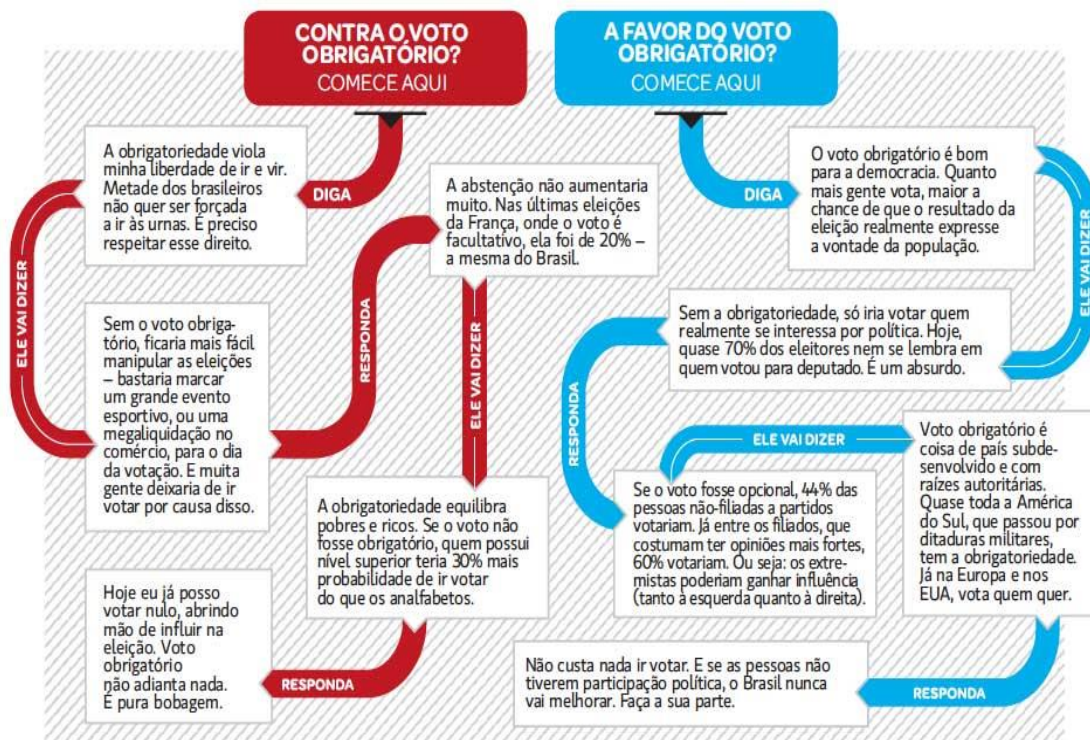 CONTRA O VOTO
OBRIGATÓRIO?
COMECE AQUI
DIGA
A obrigatoriedade viola
minha liberdade de ir e vir.
Metade dos brasileiros
não quer ser forçada
a ir às urnas. É preciso
respeitar esse direito.
ELE VAI DIZER
Sem o voto obriga-
tório, ficaria mais fácil
manipular as eleições
– bastaria marcar
um grande evento
esportivo, ou uma
megaliquidação no
comércio, para o dia
da votação. E muita
gente deixaria de ir
votar por causa disso.
RESPONDA
A abstenção não aumentaria
muito. Nas últimas eleições
da França, onde o voto é
facultativo, ela foi de 20% –
a mesma do Brasil.
ELE VAI DIZER
A obrigatoriedade equilibra
pobres e ricos. Se o voto não
fosse obrigatório, quem possui
nível superior teria 30% mais
probabilidade de ir votar
do que os analfabetos.
RESPONDA
Hoje eu já posso
votar nulo, abrindo
mão de influir na
eleição. Voto
obrigatório
não adianta nada.
É pura bobagem.
A FAVOR DO VOTO
OBRIGATÓRIO?
COMECE AQUI
DIGA
O voto obrigatório é bom
para a democracia. Quanto
mais gente vota, maior a
chance de que o resultado da
eleição realmente expresse
a vontade da população.
ELE VAI DIZER
Sem a obrigatoriedade, só iria votar quem
realmente se interessa por política. Hoje,
quase 70% dos eleitores nem se lembra em
quem votou para deputado. É um absurdo.
RESPONDA
Se o voto fosse opcional, 44% das
pessoas não-filiadas a partidos
votariam. Já entre os filiados, que
costumam ter opiniões mais fortes,
60% votariam. Ou seja: os extre-
mistas poderiam ganhar influência
(tanto à esquerda quanto à direita).
ELE VAI DIZER
Voto obrigatório é
coisa de país subde-
senvolvido e com
raízes autoritárias.
Quase toda a América
do Sul, que passou por
ditaduras militares,
tem a obrigatoriedade.
Já na Europa e nos
EUA, vota quem quer.
RESPONDA
Não custa nada ir votar. E se as pessoas não
tiverem participação política, o Brasil nunca
vai melhorar. Faça a sua parte.